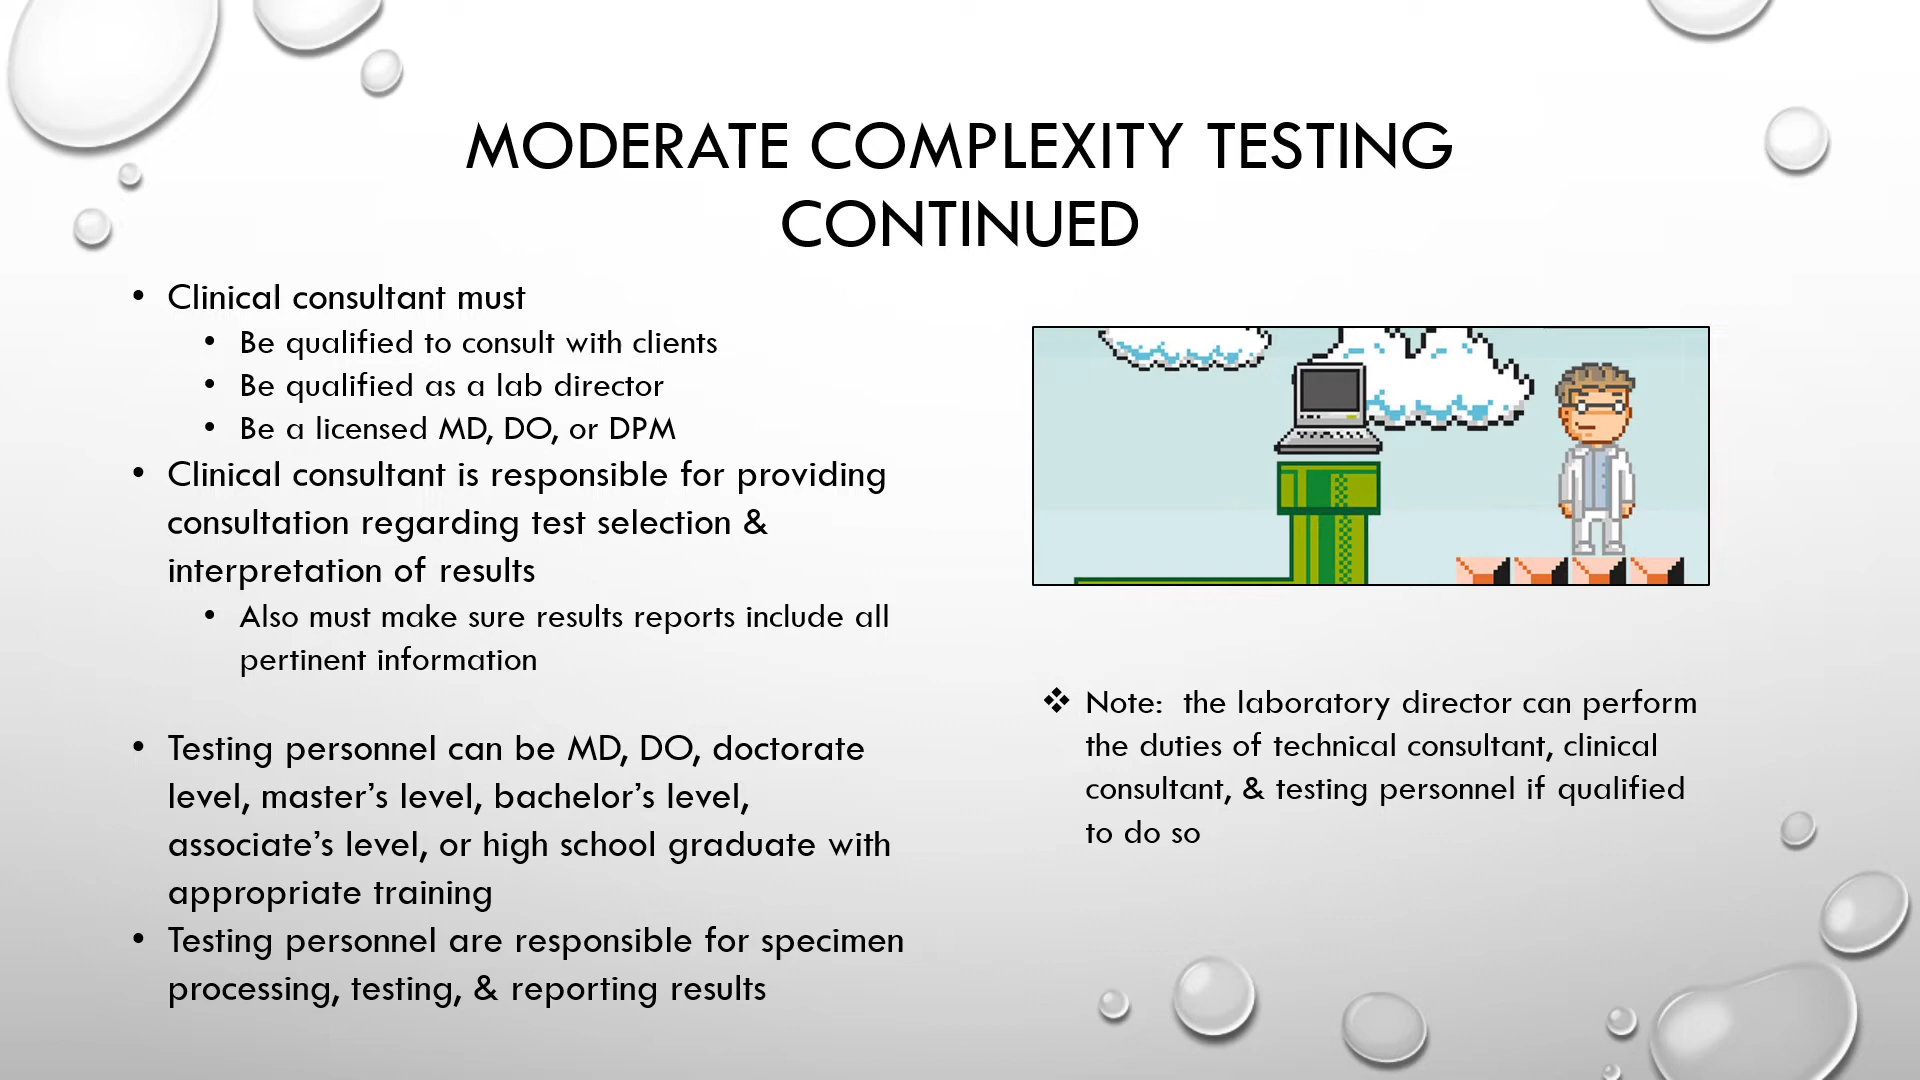 MODERATE COMPLEXITY TESTING
CONTINUED
• Clinical consultant must
• Be qualified to consult with clients
• Be qualified as a lab director
• Be a licensed MD, DO, or DPM
• Clinical consultant is responsible for providing
consultation regarding test selection &
interpretation of results
• Also must make sure results reports include all
pertinent information
• Testing personnel can be MD, DO, doctorate
level, master’s level, bachelor’s level,
associate’s level, or high school graduate with
appropriate training
• Testing personnel are responsible for specimen
processing, testing, & reporting results
❖ Note:  the laboratory director can perform
the duties of technical consultant, clinical
consultant, & testing personnel if qualified
to do so